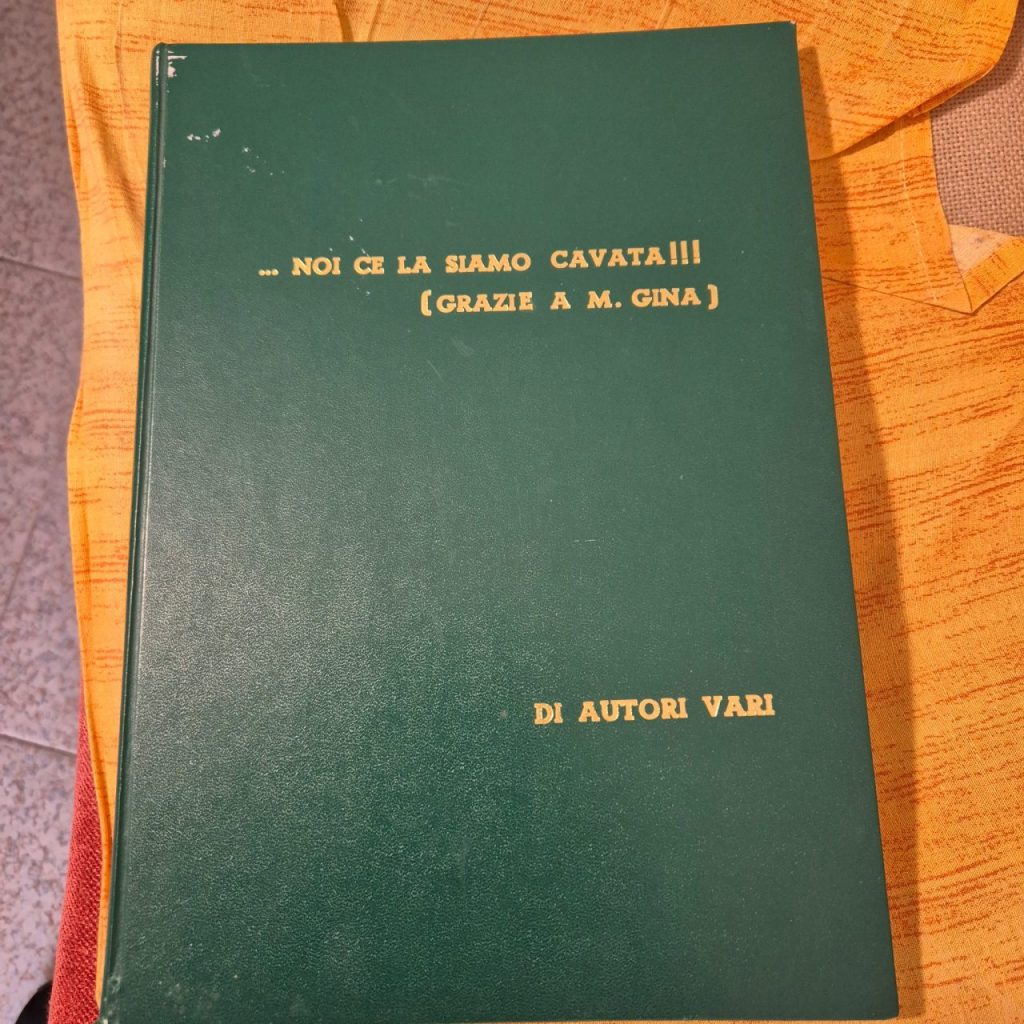 ... NOI CE LA SIAMO CAVATA!!!
(GRAZIE A M. GINA)
DI AUTORI VARI